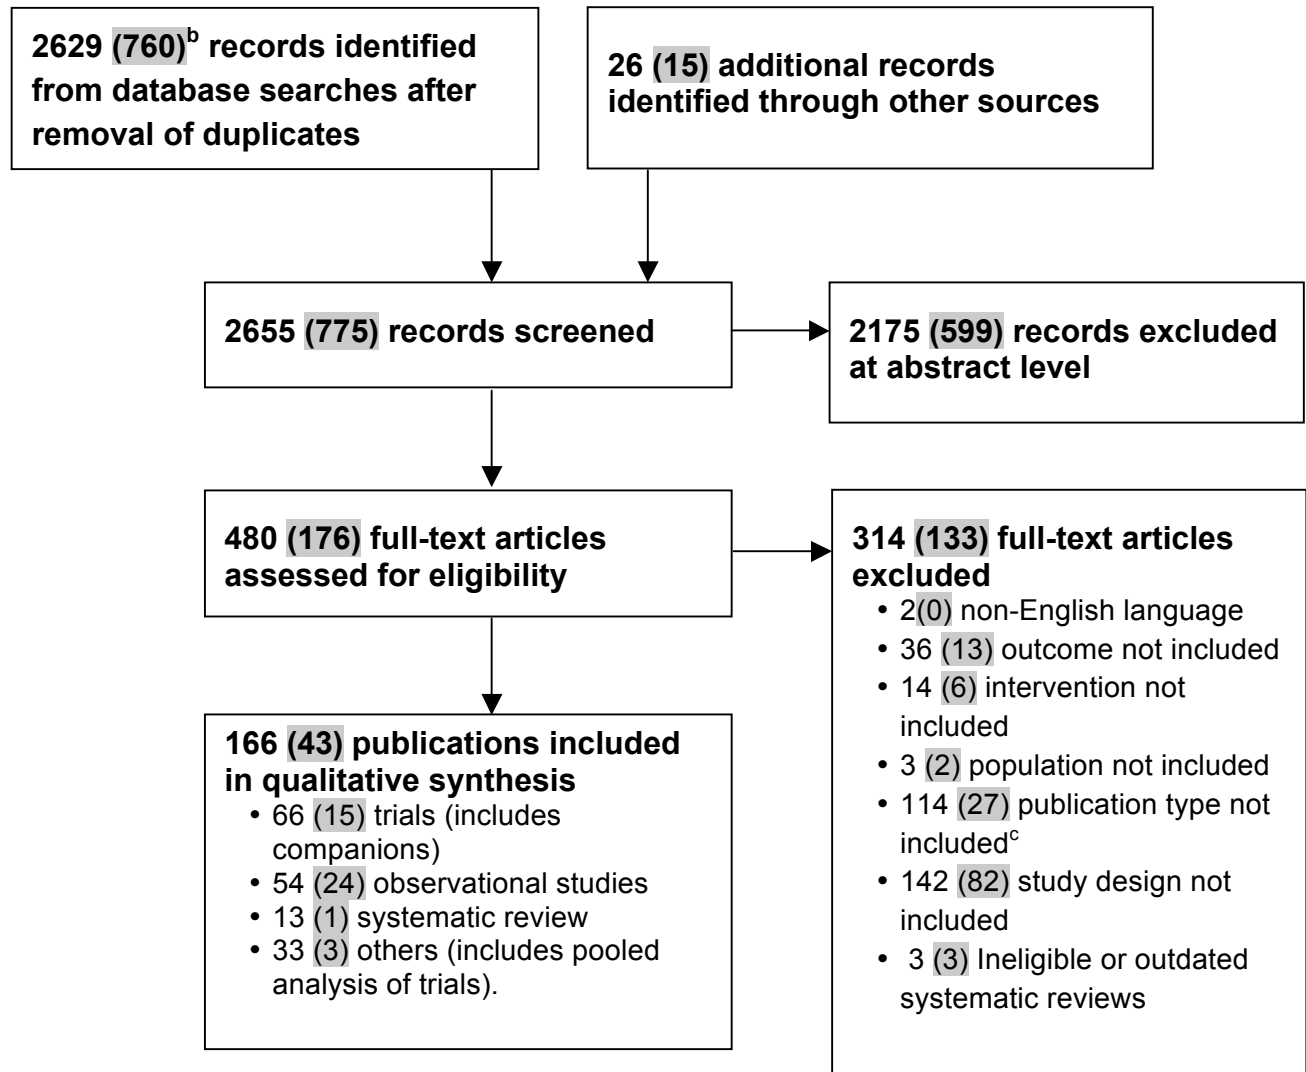 2629 (760)b records identified
from database searches after
removal of duplicates
26 (15) additional records
identified through other sources
2655 (775) records screened
2175 (599) records excluded
at abstract level
480 (176) full-text articles
assessed for eligibility
314 (133) full-text articles
excluded
• 2(0) non-English language
• 36 (13) outcome not included
• 14 (6) intervention not
included
• 3 (2) population not included
• 114 (27) publication type not
includedc
• 142 (82) study design not
included
• 3 (3) Ineligible or outdated
systematic reviews
166 (43) publications included
in qualitative synthesis
• 66 (15) trials (includes
companions)
• 54 (24) observational studies
• 13 (1) systematic review
• 33 (3) others (includes pooled
analysis of trials).